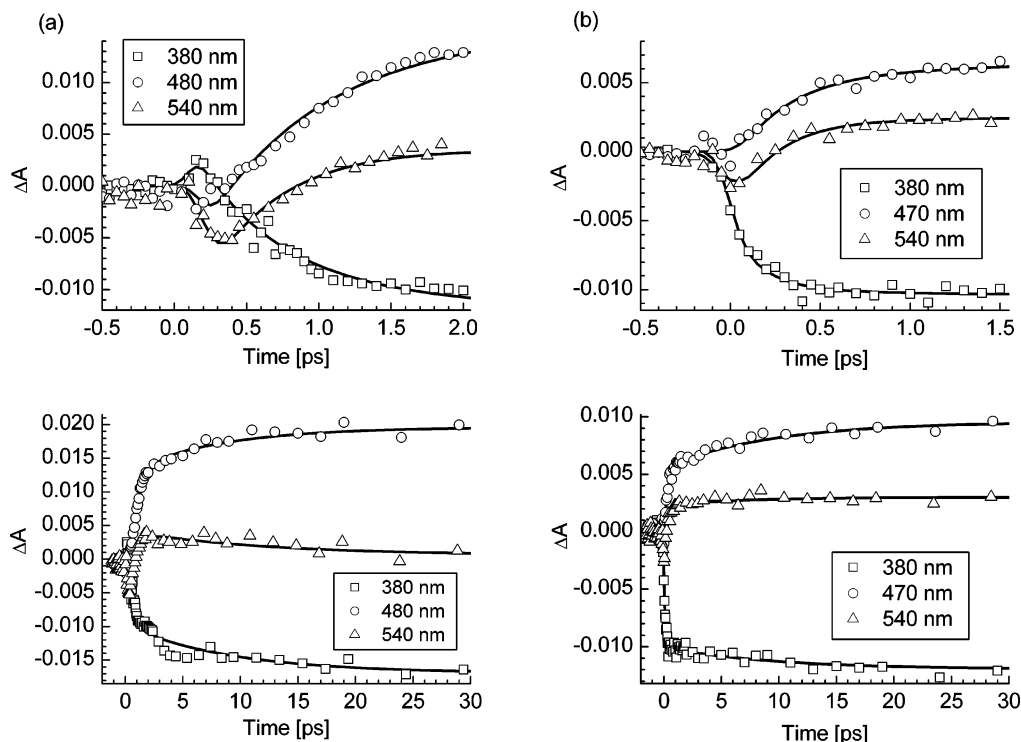 (a)
(b)
380 nm
480 nm
540 nm
0.010
0.005
0.000
-0.005
-0.010
ΔA
-0.5 0.0 0.5 1.0 1.5 2.0
Time [ps]
0.005
0.000
-0.005
-0.010
ΔA
380 nm
470 nm
540 nm
-0.5 0.0 0.5 1.0 1.5
Time [ps]
0.020
0.015
0.010
0.005
0.000
-0.005
-0.010
-0.015
ΔA
380 nm
480 nm
540 nm
0 5 10 15 20 25 30
Time [ps]
0.010
0.005
0.000
-0.005
-0.010
ΔA
380 nm
470 nm
540 nm
0 5 10 15 20 25 30
Time [ps]